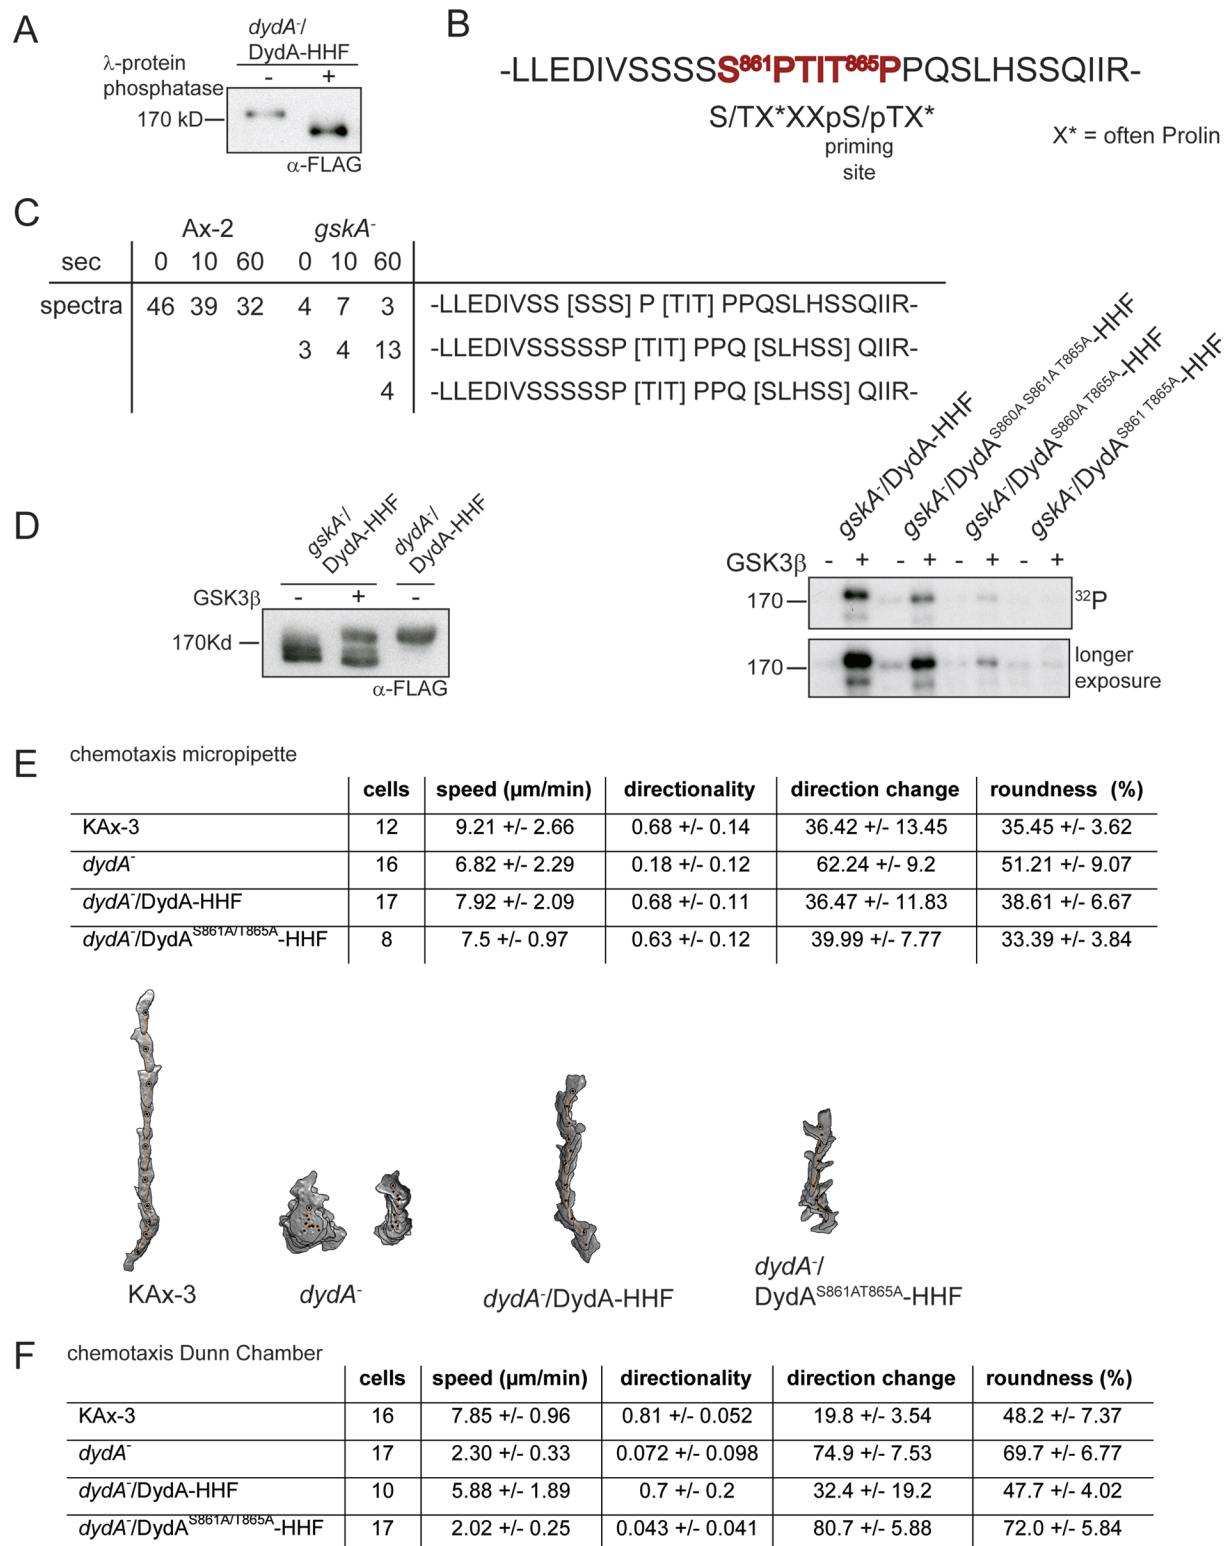 A
dydA-/
DydA-HHF
λ-protein
phosphatase
- +
170 kD
α-FLAG
B
-LLEDIVSSSSS861PTITT865PPQSLHSSQIIR-
S/TX*XXpS/pTX*
priming
site
X* = often Prolin
C
Ax-2 gskA-
sec 0 10 60 0 10 60
spectra 46 39 32 4 7 3 -LLEDIVSS [SSS] P [TIT] PPQSLHSSQIIR-
3 4 13 -LLEDIVSSSSSP [TIT] PPQ [SLHSS] QIIR-
4 -LLEDIVSSSSSP [TIT] PPQ [SLHSS] QIIR-
D
gskA-/
DydA-HHF
dydA-/
DydA-HHF
GSK3β - + -
170Kd
α-FLAG
gskA-/DydA-HHF
gskA-/DydAS860A S861A T865A-HHF
gskA-/DydAS860A T865A-HHF
gskA-/DydAS861 T865A-HHF
GSK3β - + - + - + - +
170 32P
170 longer
exposure
E
chemotaxis micropipette
cells speed (µm/min) directionality direction change roundness (%)
KAx-3 12 9.21 +/- 2.66 0.68 +/- 0.14 36.42 +/- 13.45 35.45 +/- 3.62
dydA- 16 6.82 +/- 2.29 0.18 +/- 0.12 62.24 +/- 9.2 51.21 +/- 9.07
dydA-/DydA-HHF 17 7.92 +/- 2.09 0.68 +/- 0.11 36.47 +/- 11.83 38.61 +/- 6.67
dydA-/DydAS861A/T865A-HHF 8 7.5 +/- 0.97 0.63 +/- 0.12 39.99 +/- 7.77 33.39 +/- 3.84
KAx-3
dydA-
dydA-/DydA-HHF
dydA-/
DydAS861AT865A-HHF
F
chemotaxis Dunn Chamber
cells speed (µm/min) directionality direction change roundness (%)
KAx-3 16 7.85 +/- 0.96 0.81 +/- 0.052 19.8 +/- 3.54 48.2 +/- 7.37
dydA- 17 2.30 +/- 0.33 0.072 +/- 0.098 74.9 +/- 7.53 69.7 +/- 6.77
dydA-/DydA-HHF 10 5.88 +/- 1.89 0.7 +/- 0.2 32.4 +/- 19.2 47.7 +/- 4.02
dydA-/DydAS861A/T865A-HHF 17 2.02 +/- 0.25 0.043 +/- 0.041 80.7 +/- 5.88 72.0 +/- 5.84